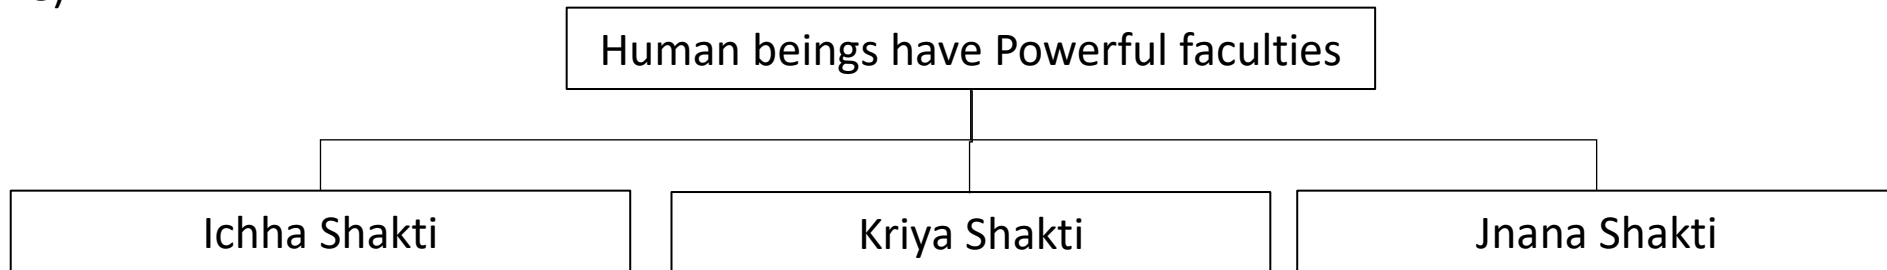 Human beings have Powerful faculties
Ichha Shakti
Kriya Shakti
Jnana Shakti